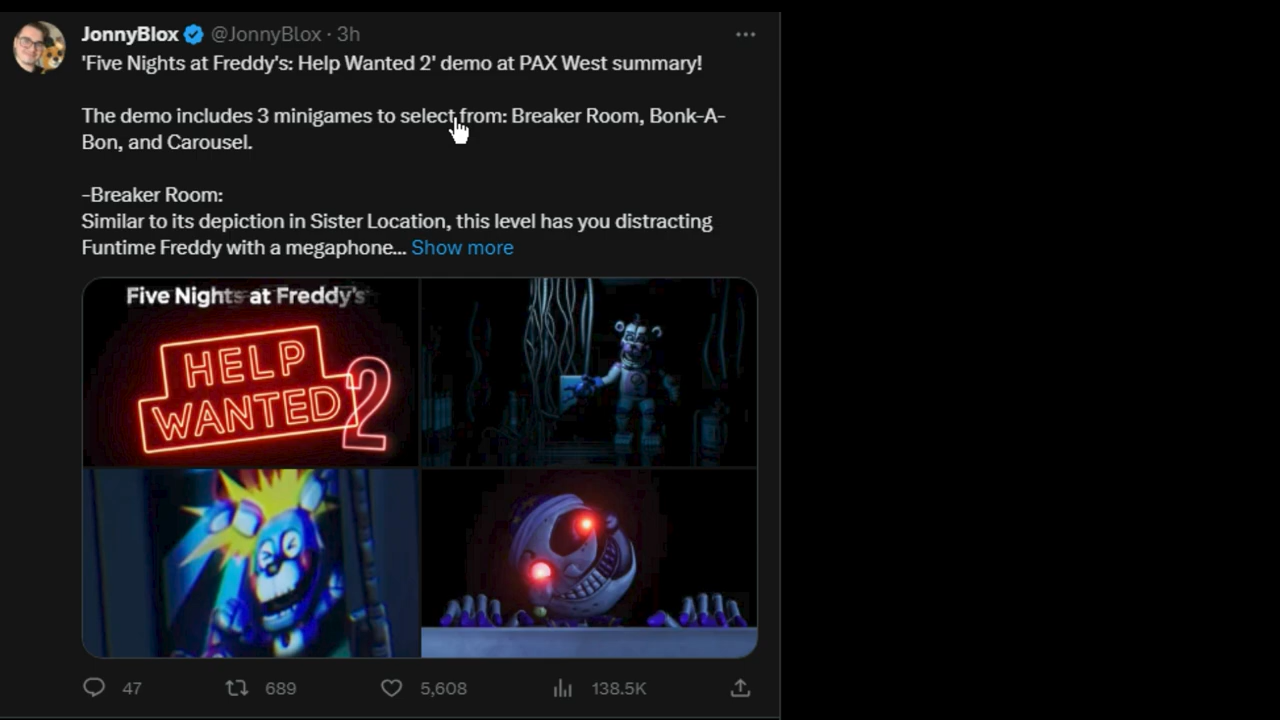 JonnyBlox @JonnyBlox · 3h
'Five Nights at Freddy's: Help Wanted 2' demo at PAX West summary!
The demo includes 3 minigames to select from: Breaker Room, Bonk-A-
Bon, and Carousel.
-Breaker Room:
Similar to its depiction in Sister Location, this level has you distracting
Funtime Freddy with a megaphone... Show more
Five Nights at Freddy's
HELP
WANTED 2
47 689 5,608 138.5K